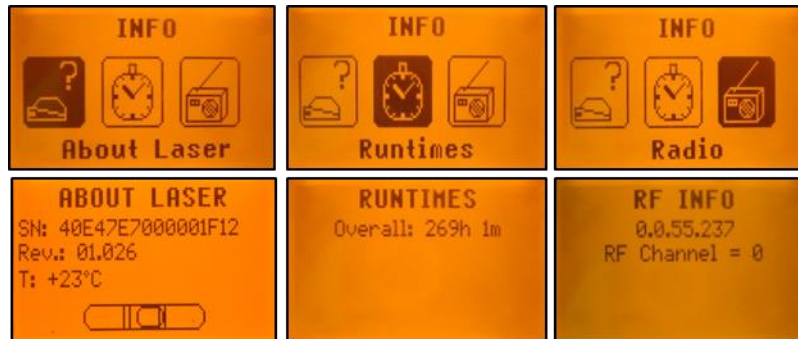 INFO
?
About Laser
INFO
?
Runtimes
INFO
?
Radio
ABOUT LASER
SN: 40E47E7000001F12
Rev.: 01.026
T: +23°C
RUNTIMES
Overall: 269h 1m
RF INFO
0.0.55.237
RF Channel = 0